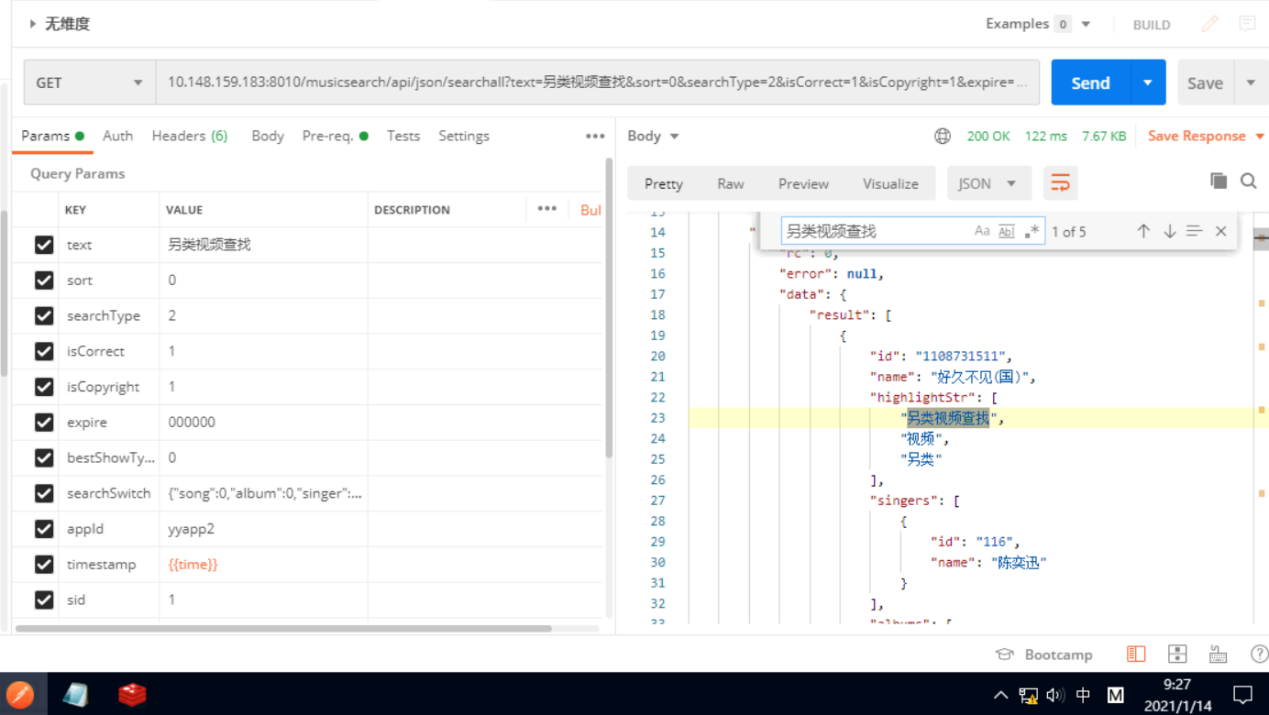 无维度
Examples 0
BUILD
GET
10.148.159.183:8010/musicsearch/api/json/searchall?text=另类视频查找&sort=0&searchType=2&isCorrect=1&isCopyright=1&expire=...
Send
Save
Params Auth Headers (6) Body Pre-req. Tests Settings
Body
200 OK 122 ms 7.67 KB Save Response
Query Params
Pretty Raw Preview Visualize JSON
KEY VALUE DESCRIPTION Bul
text 另类视频查找
sort 0
searchType 2
isCorrect 1
isCopyright 1
expire 000000
bestShowTy... 0
searchSwitch {"song":0,"album":0,"singer":...
appId yyapp2
timestamp {{time}}
sid 1
另类视频查找 Aa Abl .* 1 of 5
14 "
15 "rc": 0,
16 "error": null,
17 "data": {
18 "result": [
19 {
20 "id": "1108731511",
21 "name": "好久不见(国)",
22 "highlightStr": [
23 "另类视频查找",
24 "视频",
25 "另类"
26 ],
27 "singers": [
28 {
29 "id": "116",
30 "name": "陈奕迅"
31 }
32 ],
33 "albums": [
Bootcamp
中 M
9:27
2021/1/14